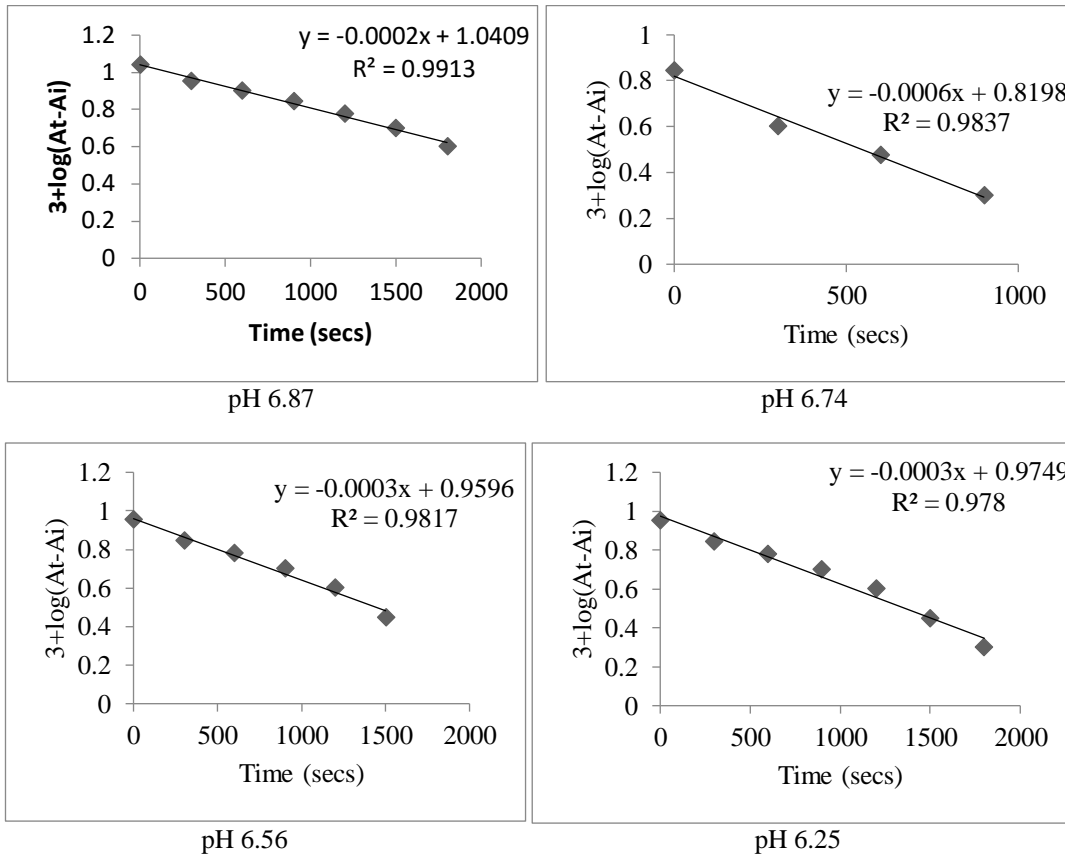 y = -0.0002x + 1.0409
R² = 0.9913
3+log(At-Ai)
1.2
1
0.8
0.6
0.4
0.2
0
0 500 1000 1500 2000
Time (secs)
pH 6.87
y = -0.0006x + 0.8198
R² = 0.9837
3+log(At-Ai)
1
0.8
0.6
0.4
0.2
0
0 500 1000
Time (secs)
pH 6.74
y = -0.0003x + 0.9596
R² = 0.9817
3+log(At-Ai)
1.2
1
0.8
0.6
0.4
0.2
0
0 500 1000 1500 2000
Time (secs)
pH 6.56
y = -0.0003x + 0.9749
R² = 0.978
3+log(At-Ai)
1.2
1
0.8
0.6
0.4
0.2
0
0 500 1000 1500 2000
Time (secs)
pH 6.25